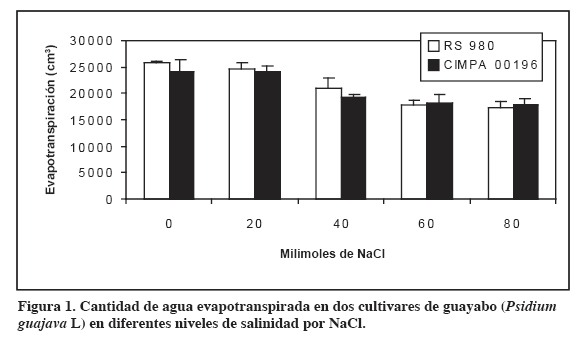 30000
25000
20000
15000
10000
5000
0
Evapotranspiración (cm³)
RS 980
CIMPA 00196
0 20 40 60 80
Milimoles de NaCl
Figura 1. Cantidad de agua evapotranspirada en dos cultivares de guayabo (Psidium
guajava L) en diferentes niveles de salinidad por NaCl.